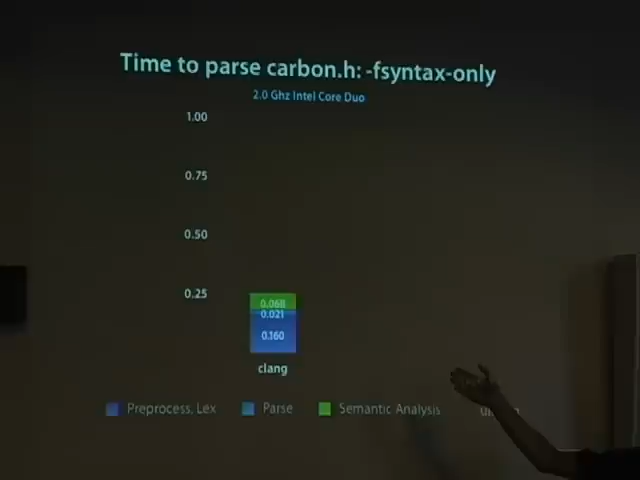 Time to parse carbon.h: -fsyntax-only
2.0 Ghz Intel Core Duo
1.00
0.75
0.50
0.25
0.068
0.021
0.160
clang
Preprocess, Lex
Parse
Semantic Analysis